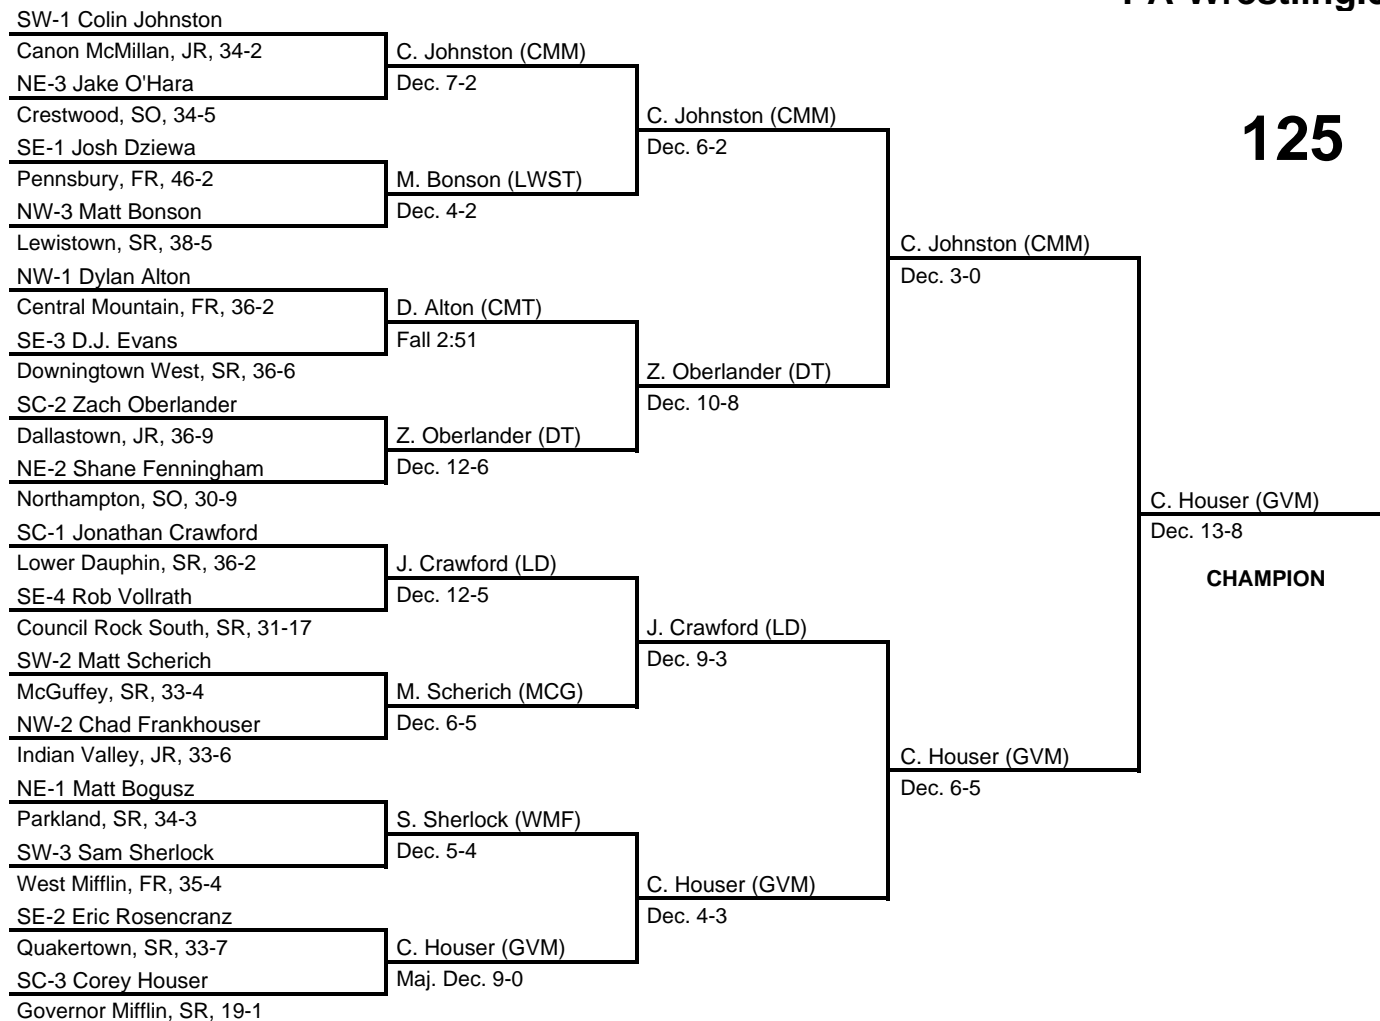 SW-1 Colin Johnston
Canon McMillan, JR, 34-2
NE-3 Jake O'Hara
Crestwood, SO, 34-5
SE-1 Josh Dziewa
Pennsbury, FR, 46-2
NW-3 Matt Bonson
Lewistown, SR, 38-5
NW-1 Dylan Alton
Central Mountain, FR, 36-2
SE-3 D.J. Evans
Downingtown West, SR, 36-6
SC-2 Zach Oberlander
Dallastown, JR, 36-9
NE-2 Shane Fenningham
Northampton, SO, 30-9
SC-1 Jonathan Crawford
Lower Dauphin, SR, 36-2
SE-4 Rob Vollrath
Council Rock South, SR, 31-17
SW-2 Matt Scherich
McGuffey, SR, 33-4
NW-2 Chad Frankhouser
Indian Valley, JR, 33-6
NE-1 Matt Bogusz
Parkland, SR, 34-3
SW-3 Sam Sherlock
West Mifflin, FR, 35-4
SE-2 Eric Rosencranz
Quakertown, SR, 33-7
SC-3 Corey Houser
Governor Mifflin, SR, 19-1
C. Johnston (CMM)
Dec. 7-2
M. Bonson (LWST)
Dec. 4-2
D. Alton (CMT)
Fall 2:51
Z. Oberlander (DT)
Dec. 12-6
J. Crawford (LD)
Dec. 12-5
M. Scherich (MCG)
Dec. 6-5
S. Sherlock (WMF)
Dec. 5-4
C. Houser (GVM)
Maj. Dec. 9-0
C. Johnston (CMM)
Dec. 6-2
Z. Oberlander (DT)
Dec. 10-8
J. Crawford (LD)
Dec. 9-3
C. Houser (GVM)
Dec. 4-3
C. Johnston (CMM)
Dec. 3-0
C. Houser (GVM)
Dec. 6-5
125
C. Houser (GVM)
Dec. 13-8
CHAMPION